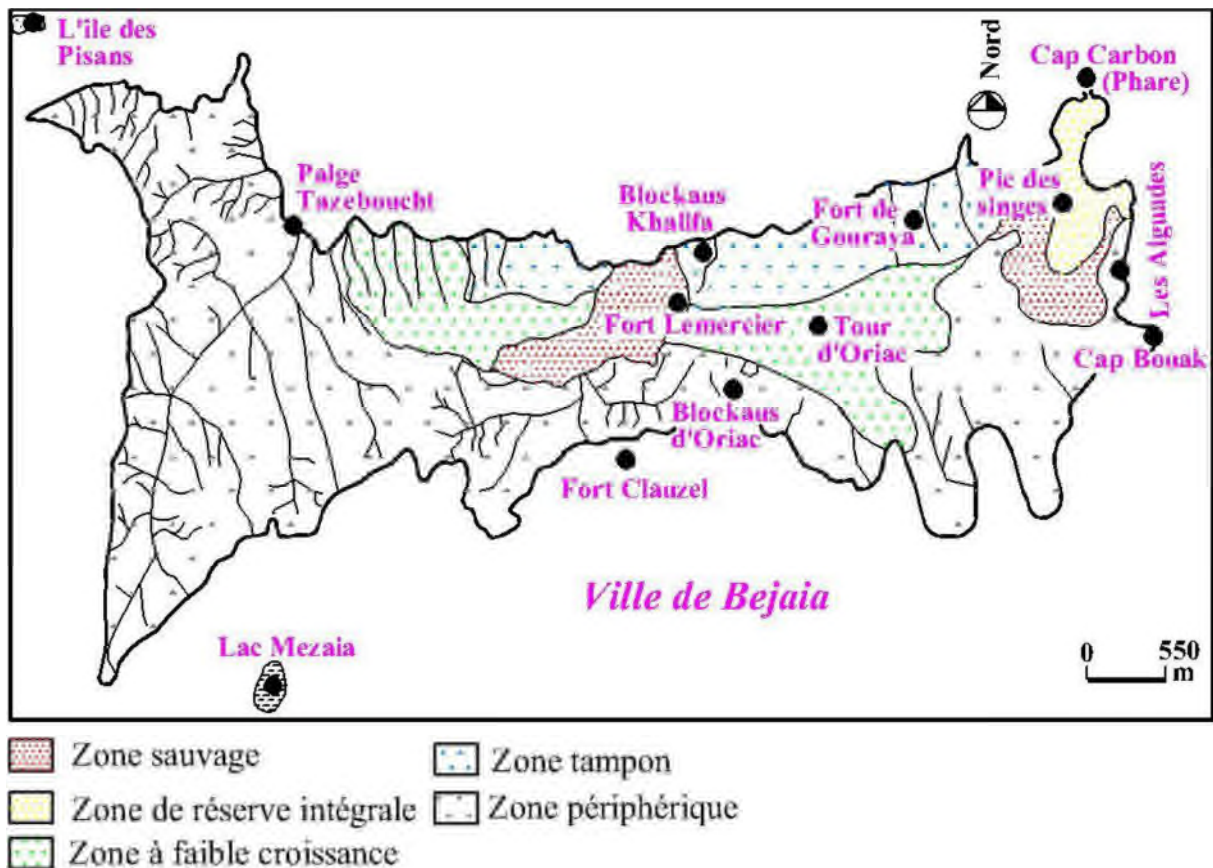 L'ile des
Pisans
Nord
Cap Carbon
(Phare)
Palge
Tazeboucht
Blockaus
Khalifa
Fort de
Gouraya
Pic des
singes
Les Aiguades
Fort Lemercier
Tour
d'Oriac
Cap Bouak
Blockaus
d'Oriac
Fort Clauzel
Ville de Bejaia
Lac Mezaia
0 550
m
Zone sauvage
Zone tampon
Zone de réserve intégrale
Zone périphérique
Zone à faible croissance